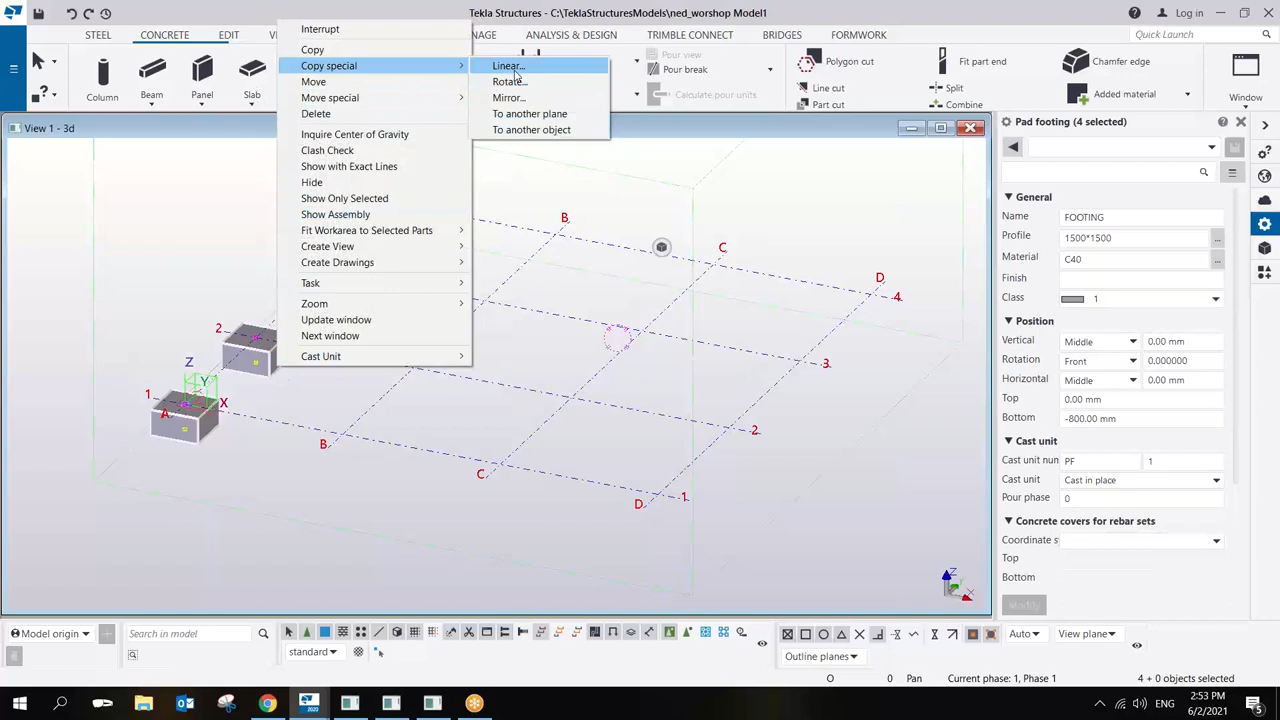 Tekla Structures - C:\TeklaStructuresModels\ned_workshop Model1
Log in
STEEL
CONCRETE
EDIT
NAGE
ANALYSIS & DESIGN
TRIMBLE CONNECT
BRIDGES
FORMWORK
Quick Launch
Column
Beam
Panel
Slab
Pour view
Pour break
Calculate pour units
Polygon cut
Line cut
Part cut
Fit part end
Split
Combine
Chamfer edge
Added material
Window
Interrupt
Copy
Copy special
Move
Move special
Delete
Inquire Center of Gravity
Clash Check
Show with Exact Lines
Hide
Show Only Selected
Show Assembly
Fit Workarea to Selected Parts
Create View
Create Drawings
Task
Zoom
Update window
Next window
Cast Unit
Linear...
Rotate...
Mirror...
To another plane
To another object
View 1 - 3d
B
C
D
4
3
2
1
2
1
A
B
C
D
Z
Y
X
Z
X
Pad footing (4 selected)
General
Name FOOTING
Profile 1500*1500
Material C40
Finish
Class 1
Position
Vertical Middle 0.00 mm
Rotation Front 0.000000
Horizontal Middle 0.00 mm
Top 0.00 mm
Bottom -800.00 mm
Cast unit
Cast unit num PF 1
Cast unit Cast in place
Pour phase 0
Concrete covers for rebar sets
Coordinate s
Top
Bottom
Modify
Model origin
Search in model
standard
Auto
View plane
Outline planes
O 0 Pan Current phase: 1, Phase 1 4 + 0 objects selected
2:53 PM
6/2/2021
5